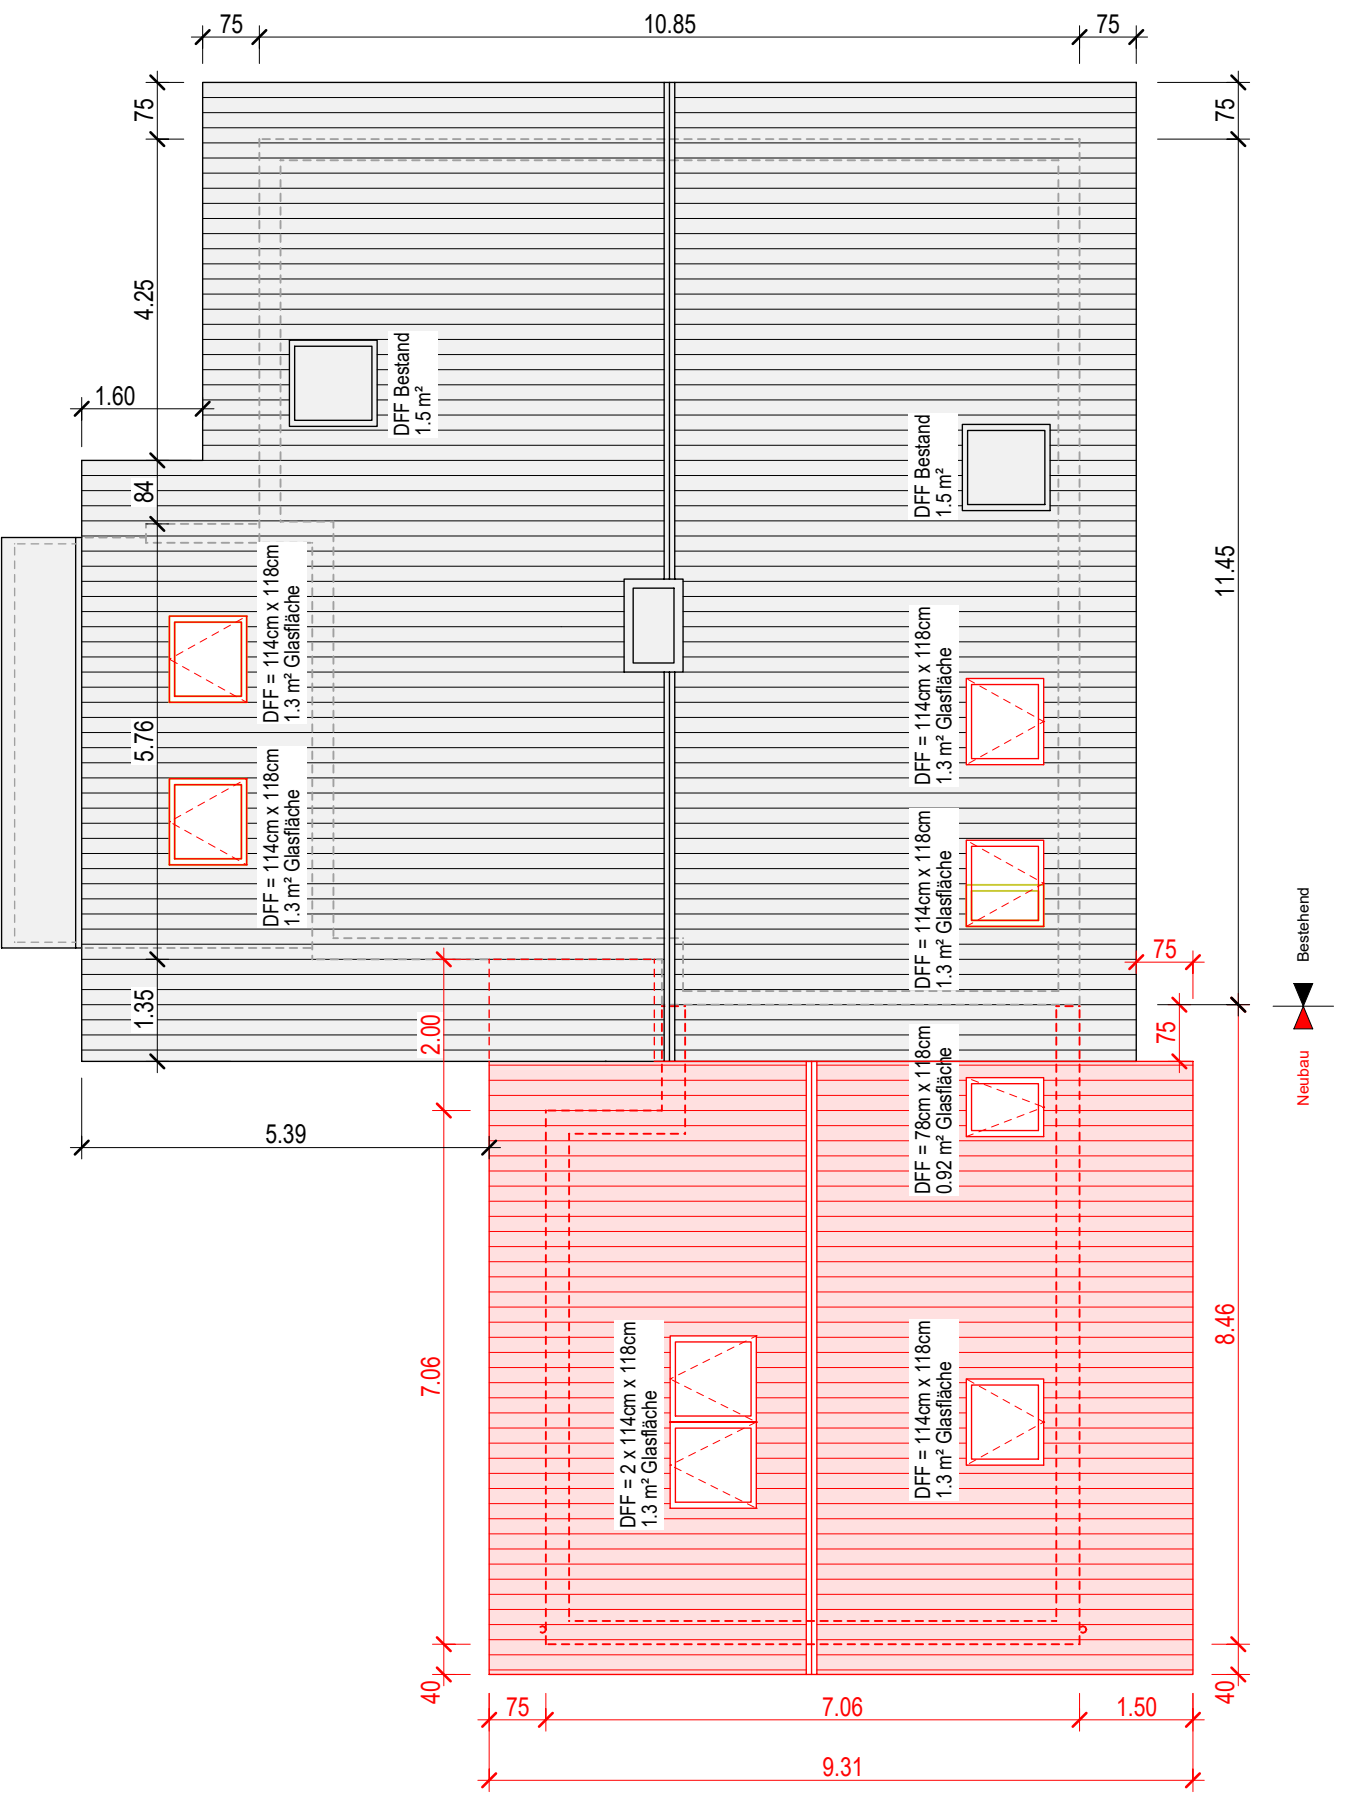 75
10.85
75
75
75
4.25
1.60
DFF Bestand
1.5 m²
DFF Bestand
1.5 m²
84
11.45
DFF = 114cm x 118cm
1.3 m² Glasfläche
DFF = 114cm x 118cm
1.3 m² Glasfläche
5.76
DFF = 114cm x 118cm
1.3 m² Glasfläche
DFF = 114cm x 118cm
1.3 m² Glasfläche
Bestehend
Neubau
75
1.35
2.00
75
DFF = 78cm x 118cm
0.92 m² Glasfläche
5.39
8.46
7.06
DFF = 2 x 114cm x 118cm
1.3 m² Glasfläche
DFF = 114cm x 118cm
1.3 m² Glasfläche
40
40
75
7.06
1.50
9.31